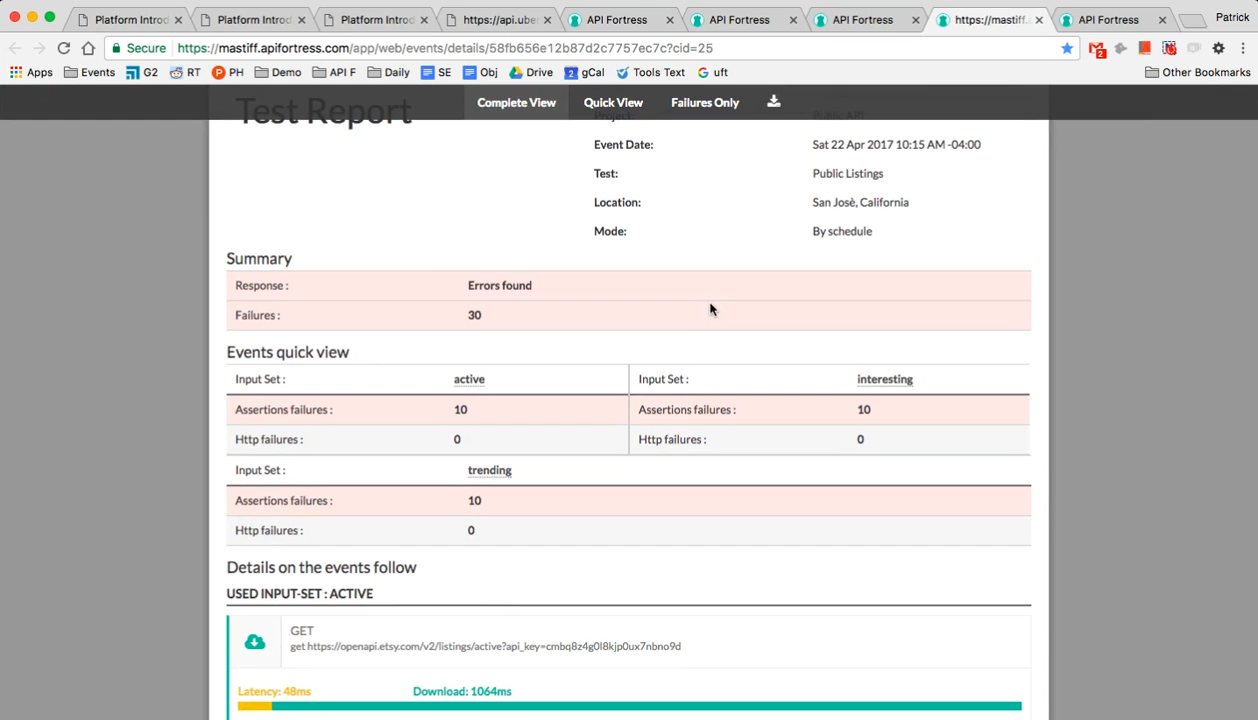 Platform Introd
Platform Introd
Platform Introd
https://api.ube
API Fortress
API Fortress
API Fortress
https://mastiff.
API Fortress
Patrick
Secure https://mastiff.apifortress.com/app/web/events/details/58fb656e12b87d2c7757ec7c?cid=25
2
Apps Events G2 RT PH Demo API F Daily SE Obj Drive 2 gCal Tools Text uft Other Bookmarks
Complete View Quick View Failures Only
Test Report
Project: Public API
Event Date: Sat 22 Apr 2017 10:15 AM -04:00
Test: Public Listings
Location: San Josè, California
Mode: By schedule
Summary
Response : Errors found
Failures : 30
Events quick view
Input Set : active Input Set : interesting
Assertions failures : 10 Assertions failures : 10
Http failures : 0 Http failures : 0
Input Set : trending
Assertions failures : 10
Http failures : 0
Details on the events follow
USED INPUT-SET : ACTIVE
GET
get https://openapi.etsy.com/v2/listings/active?api_key=cmbq8z4g0l8kjp0ux7nbno9d
Latency: 48ms Download: 1064ms